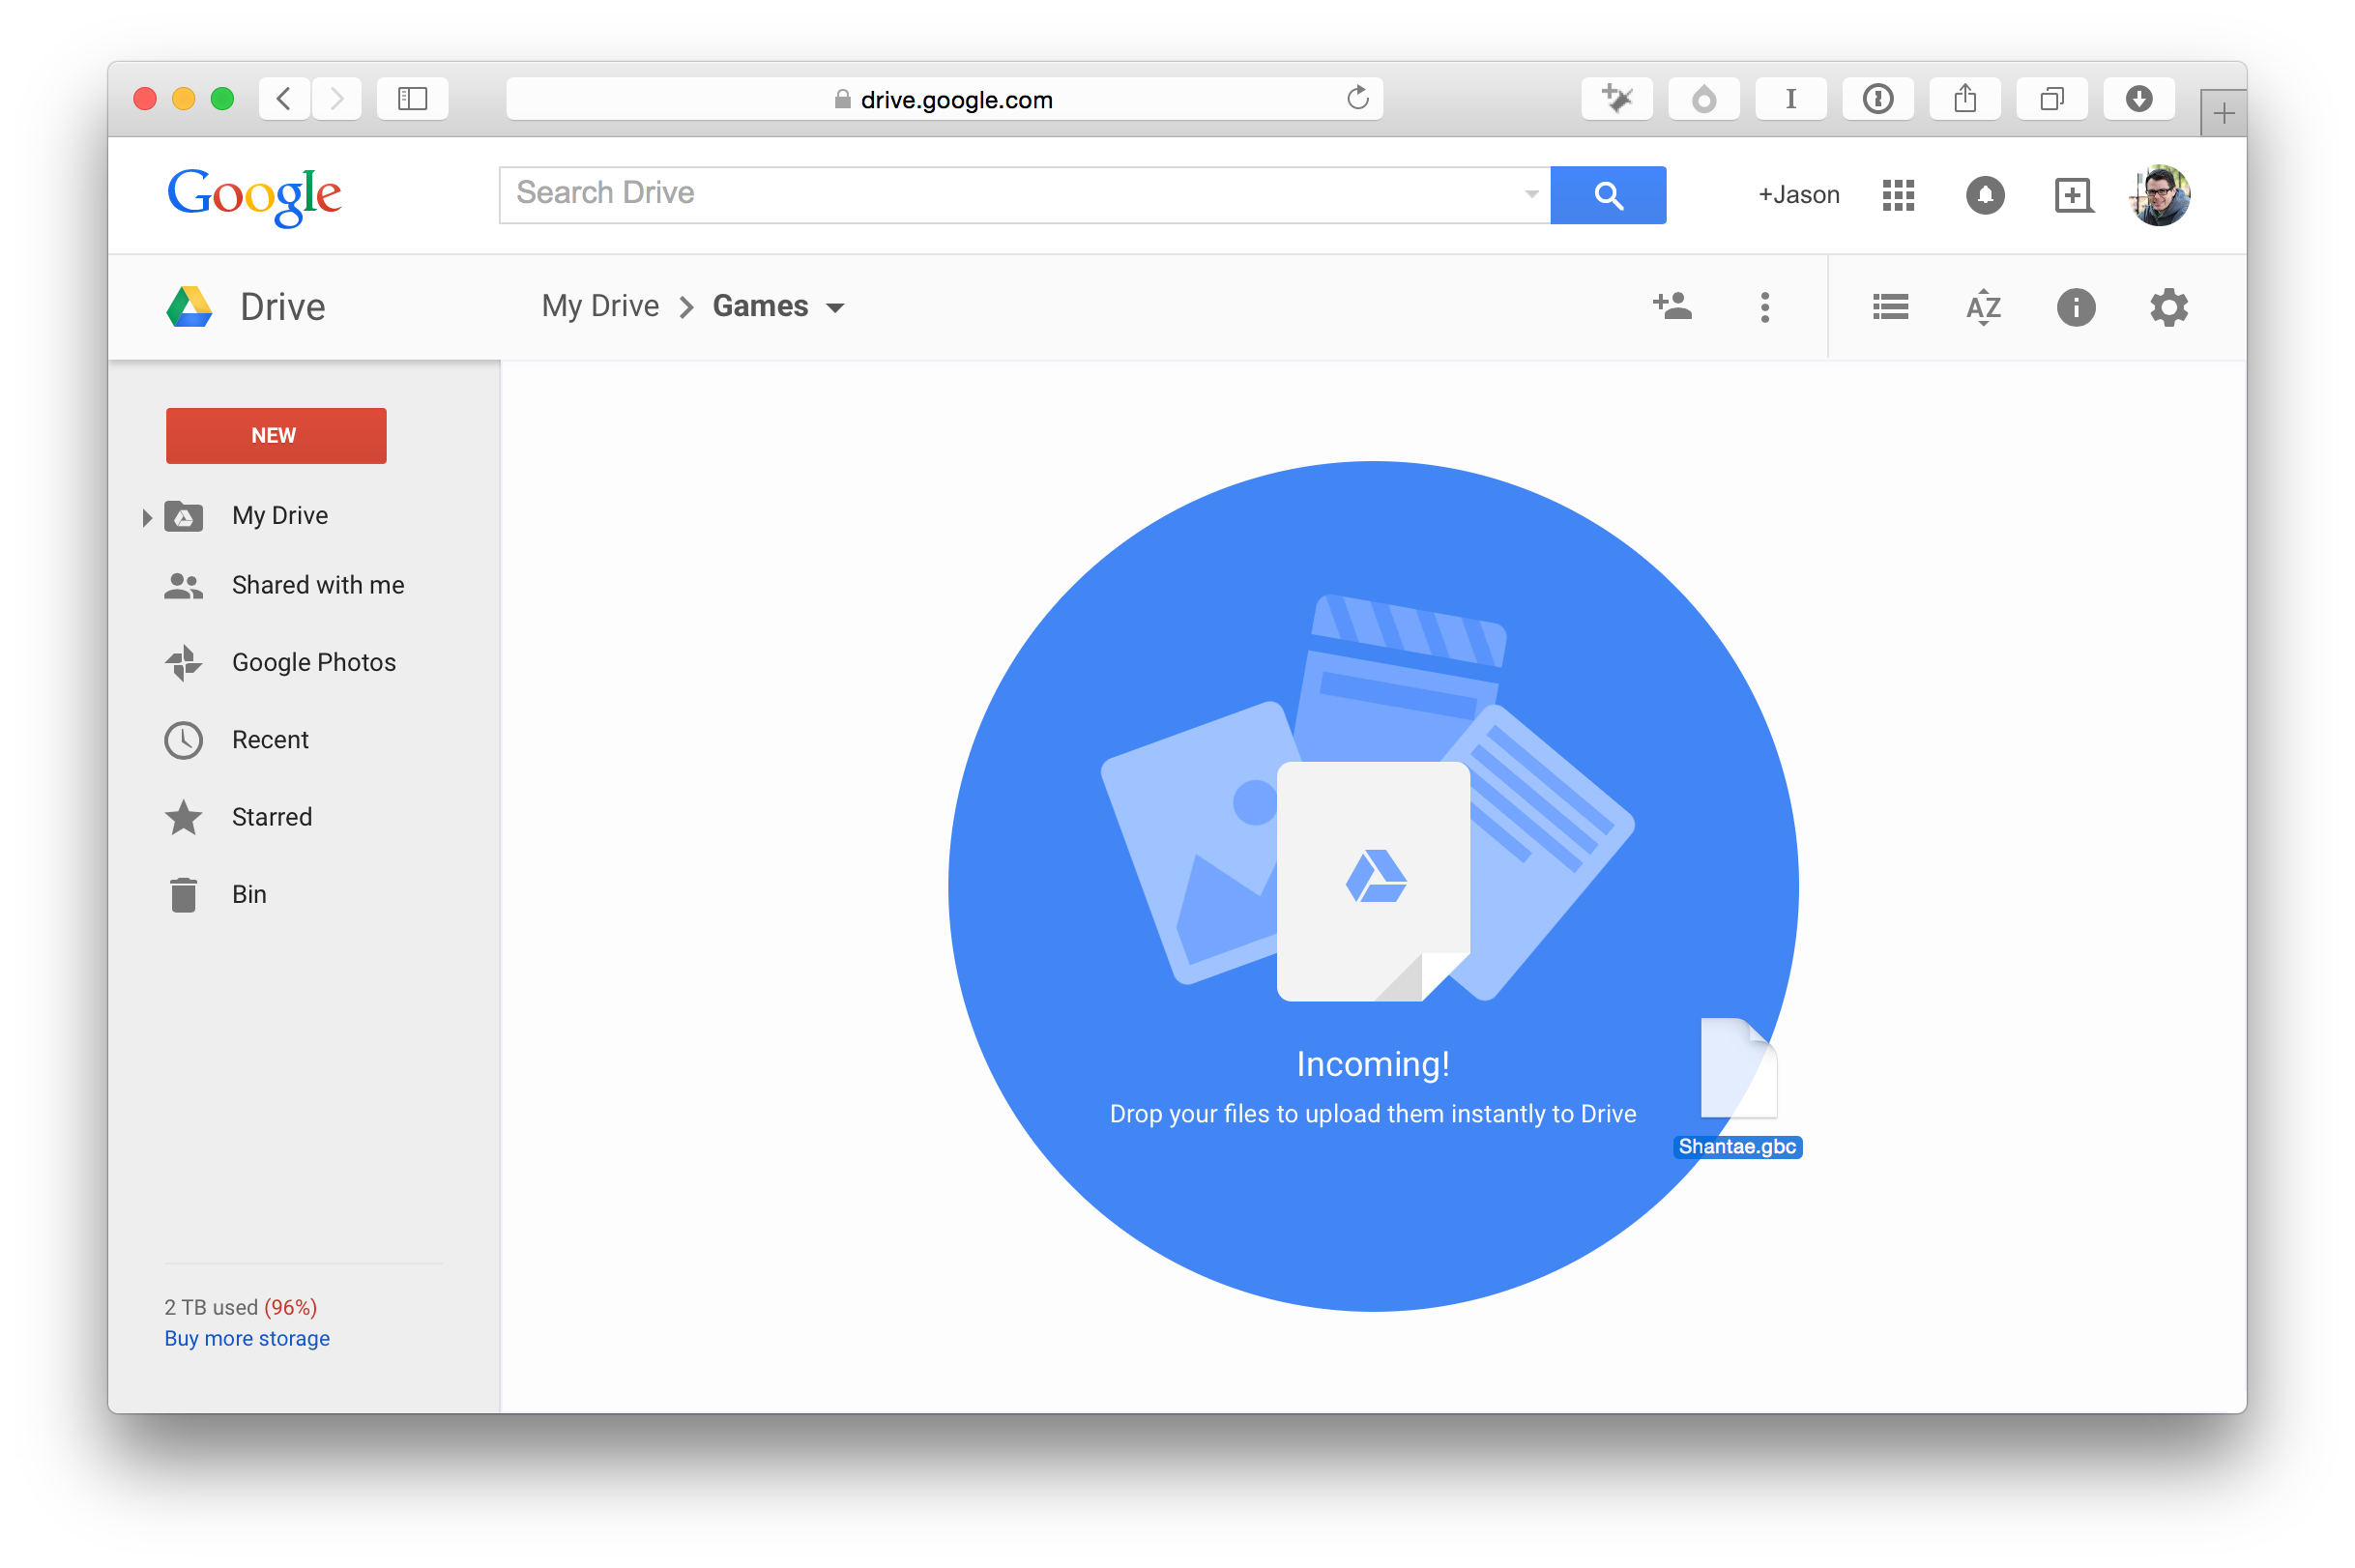 drive.google.com
Google
Search Drive
+Jason
Drive
My Drive
Games
AZ
NEW
My Drive
Shared with me
Google Photos
Recent
Starred
Bin
Incoming!
Drop your files to upload them instantly to Drive
Shantae.gbc
2 TB used (96%)
Buy more storage